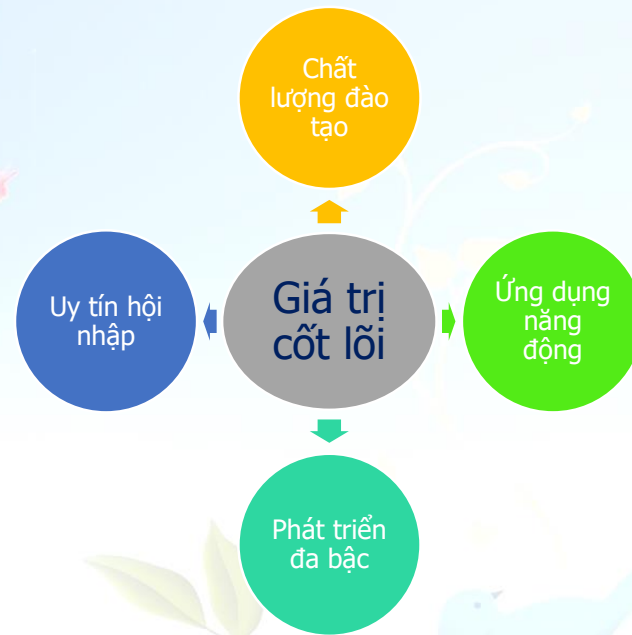 Chất
lượng đào
tạo
Uy tín hội
nhập
Giá trị
cốt lõi
Ứng dụng
năng
động
Phát triển
đa bậc